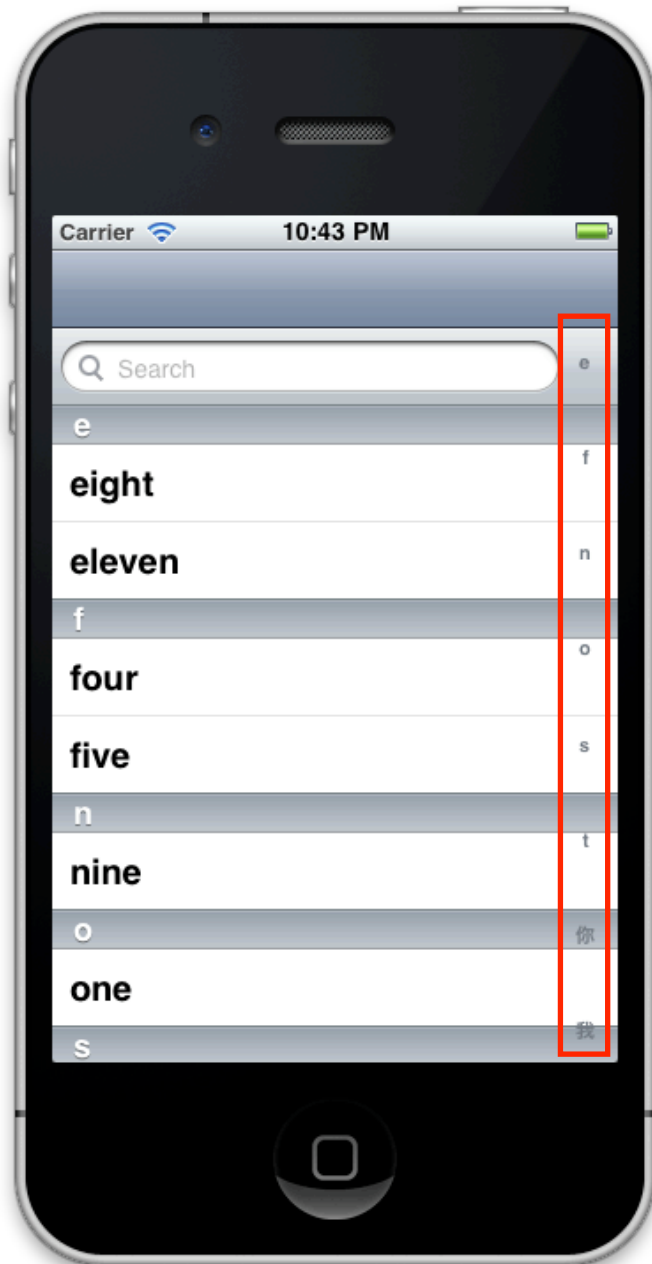 Carrier 10:43 PM
Search
e
e
eight
f
eleven
n
f
four
o
five
s
n
nine
t
o
你
one
s
我